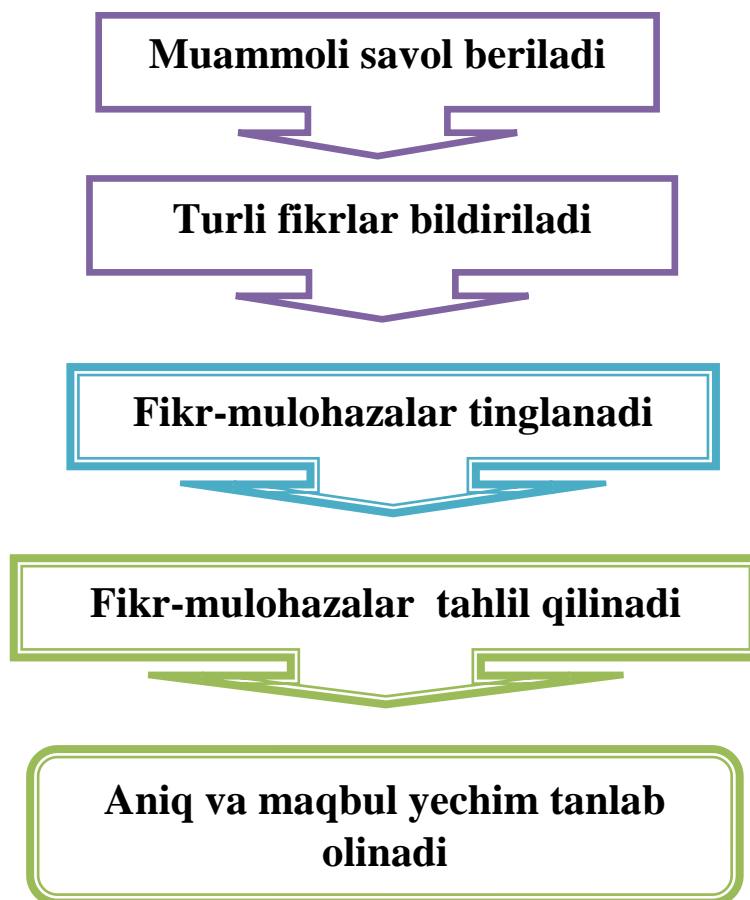 Muammoli savol beriladi
Turli fikrlar bildiriladi
Fikr-mulohazalar tinglanadi
Fikr-mulohazalar  tahlil qilinadi
Aniq va maqbul yechim tanlab
olinadi